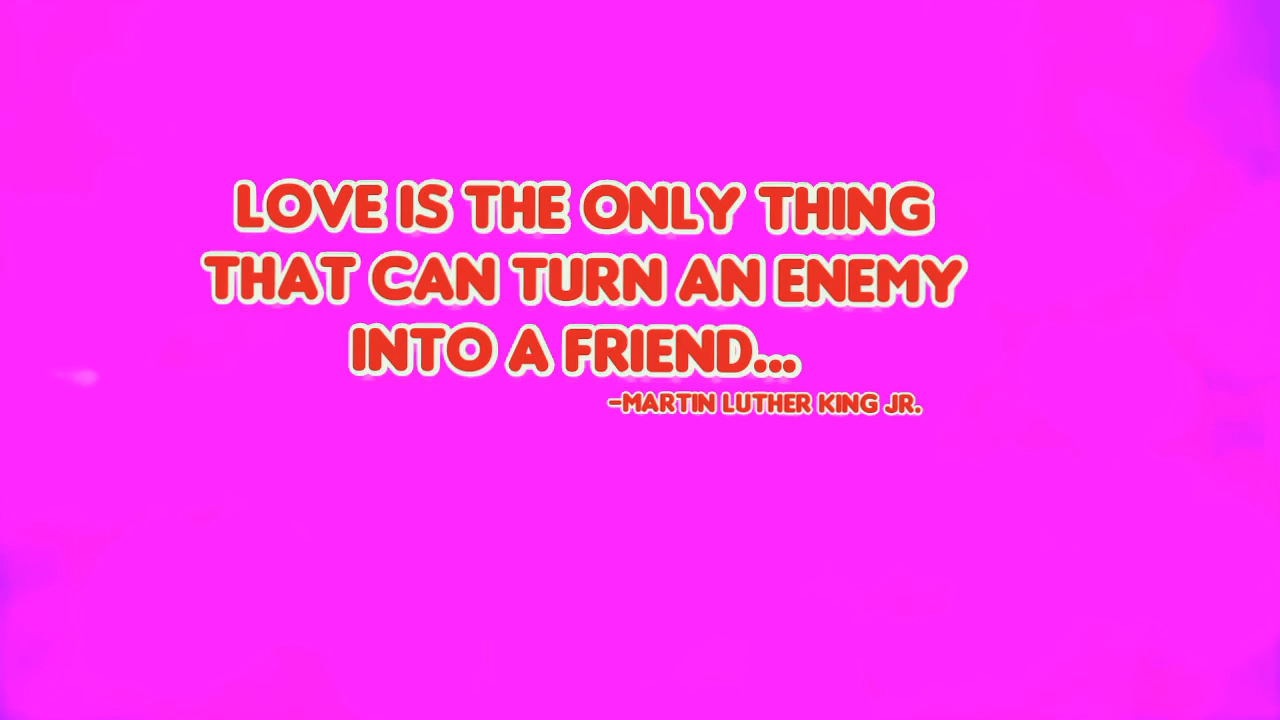 LOVE IS THE ONLY THING
THAT CAN TURN AN ENEMY
INTO A FRIEND...
-MARTIN LUTHER KING JR.